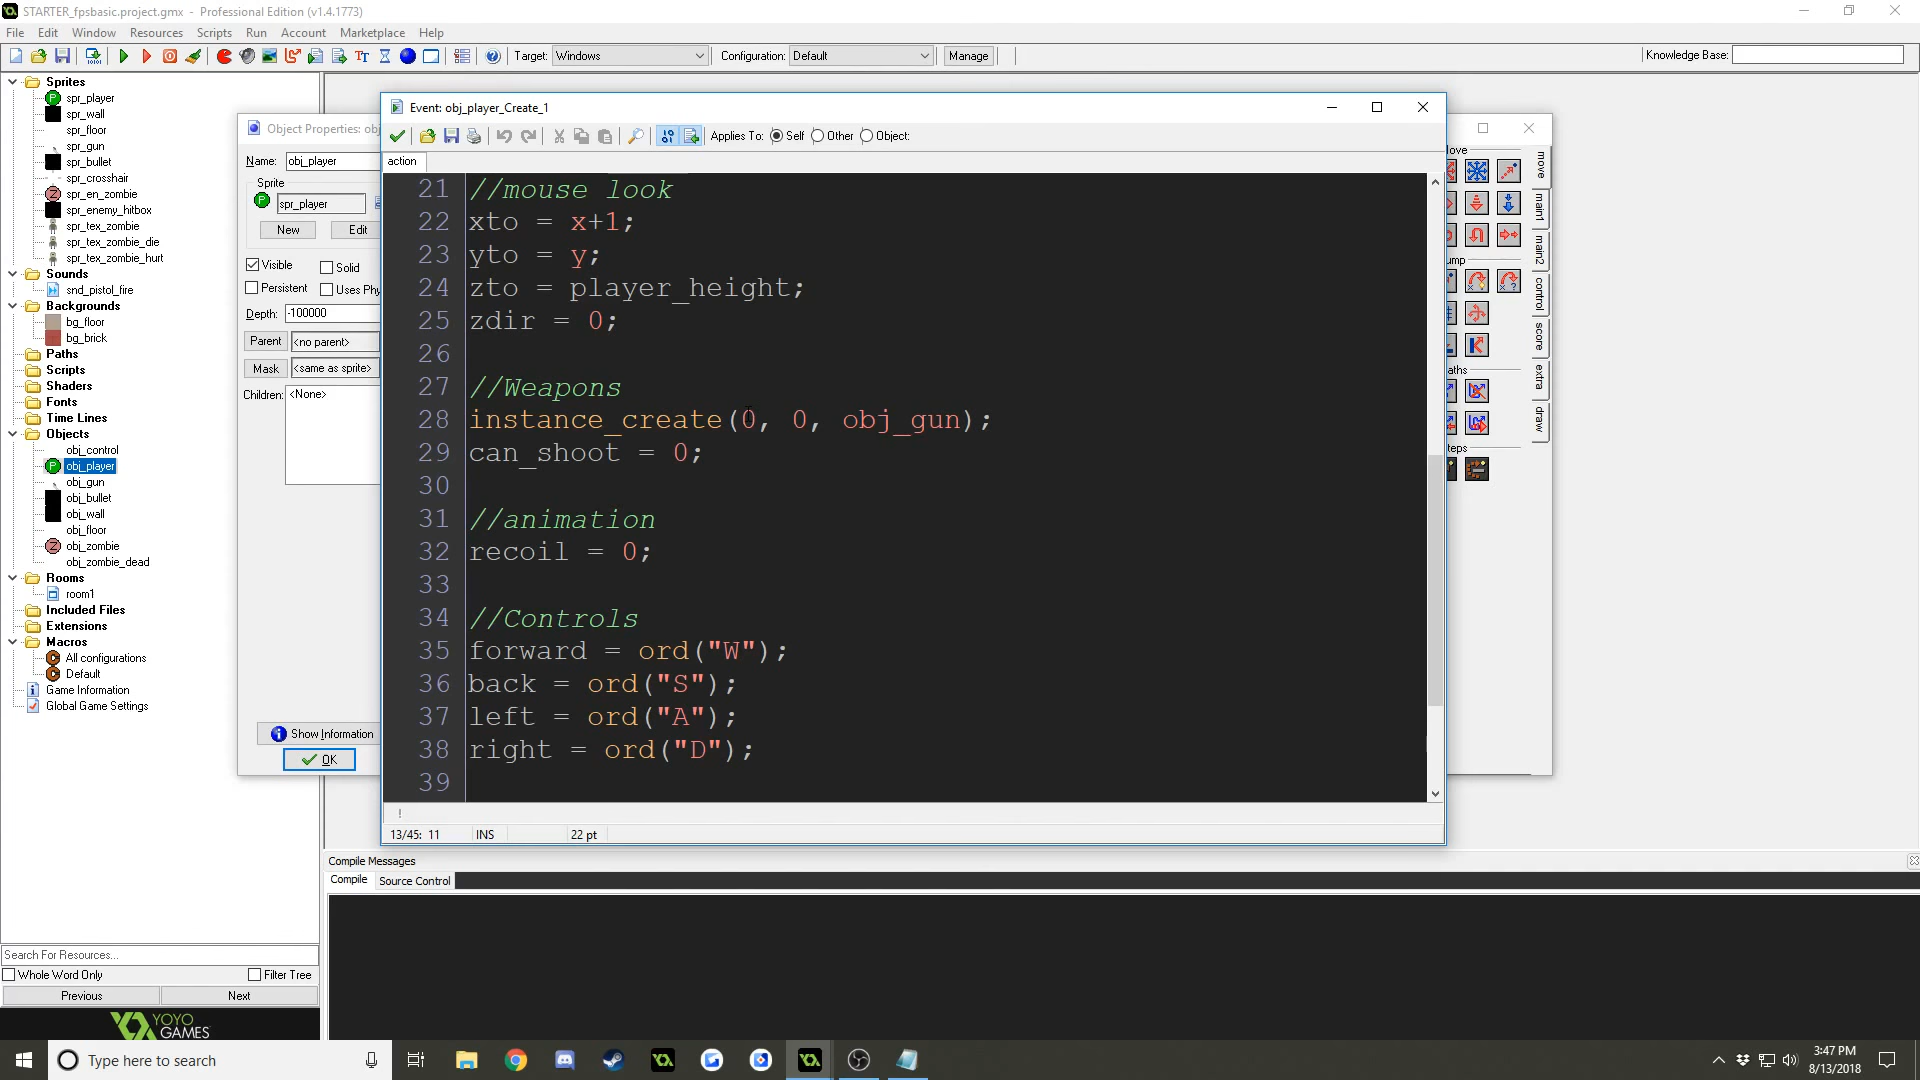 STARTER_fpsbasic.project.gmx - Professional Edition (v1.4.1773)
File Edit Window Resources Scripts Run Account Marketplace Help
Target: Windows Configuration: Default Manage Knowledge Base:
Sprites
spr_player
spr_wall
spr_floor
spr_gun
spr_bullet
spr_crosshair
spr_en_zombie
spr_enemy_hitbox
spr_tex_zombie
spr_tex_zombie_die
spr_tex_zombie_hurt
Sounds
snd_pistol_fire
Backgrounds
bg_floor
bg_brick
Paths
Scripts
Shaders
Fonts
Time Lines
Objects
obj_control
obj_player
obj_gun
obj_bullet
obj_wall
obj_floor
obj_zombie
obj_zombie_dead
Rooms
room1
Included Files
Extensions
Macros
All configurations
Default
Game Information
Global Game Settings
Search For Resources...
Whole Word Only Filter Tree
Previous Next
YOYO
GAMES
Object Properties: obj
Name: obj_player
Sprite
spr_player
New Edit
Visible Solid
Persistent Uses Phy
Depth: -100000
Parent <no parent>
Mask <same as sprite>
Children: <None>
Show Information
OK
Event: obj_player_Create_1
Applies To: Self Other Object:
action
21 //mouse look
22 xto = x+1;
23 yto = y;
24 zto = player_height;
25 zdir = 0;
26
27 //Weapons
28 instance_create(0, 0, obj_gun);
29 can_shoot = 0;
30
31 //animation
32 recoil = 0;
33
34 //Controls
35 forward = ord("W");
36 back = ord("S");
37 left = ord("A");
38 right = ord("D");
39
13/45: 11 INS 22 pt
ove
ump
aths
teps
move
main1
main2
control
score
extra
draw
Compile Messages
Compile Source Control
Type here to search
3:47 PM
8/13/2018